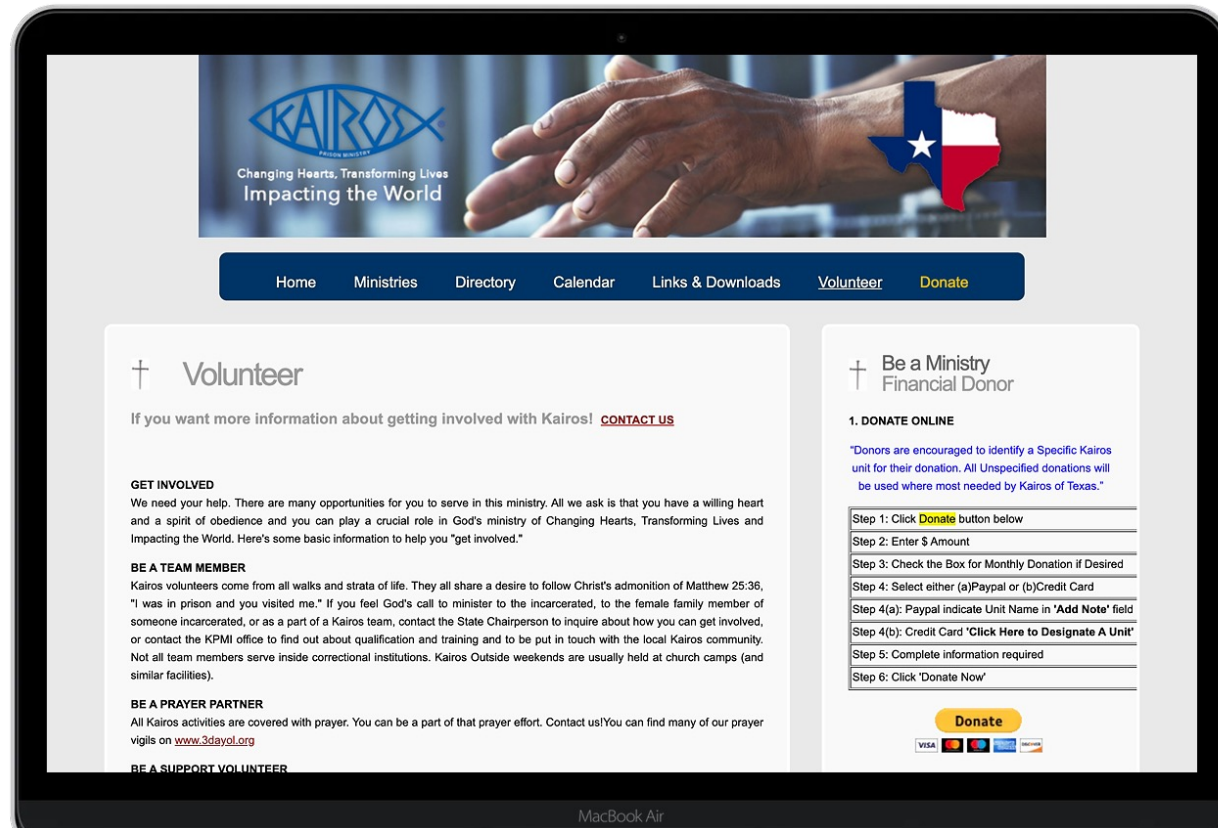 KAIROS
PRISON MINISTRY
Changing Hearts, Transforming Lives
Impacting the World
Home Ministries Directory Calendar Links & Downloads Volunteer Donate
Volunteer
If you want more information about getting involved with Kairos! CONTACT US
GET INVOLVED
We need your help. There are many opportunities for you to serve in this ministry. All we ask is that you have a willing heart
and a spirit of obedience and you can play a crucial role in God's ministry of Changing Hearts, Transforming Lives and
Impacting the World. Here's some basic information to help you "get involved."
BE A TEAM MEMBER
Kairos volunteers come from all walks and strata of life. They all share a desire to follow Christ's admonition of Matthew 25:36,
"I was in prison and you visited me." If you feel God's call to minister to the incarcerated, to the female family member of
someone incarcerated, or as a part of a Kairos team, contact the State Chairperson to inquire about how you can get involved,
or contact the KPMI office to find out about qualification and training and to be put in touch with the local Kairos community.
Not all team members serve inside correctional institutions. Kairos Outside weekends are usually held at church camps (and
similar facilities).
BE A PRAYER PARTNER
All Kairos activities are covered with prayer. You can be a part of that prayer effort. Contact us!You can find many of our prayer
vigils on www.3dayol.org
BE A SUPPORT VOLUNTEER
Be a Ministry
Financial Donor
1. DONATE ONLINE
"Donors are encouraged to identify a Specific Kairos
unit for their donation. All Unspecified donations will
be used where most needed by Kairos of Texas."
Step 1: Click Donate button below
Step 2: Enter $ Amount
Step 3: Check the Box for Monthly Donation if Desired
Step 4: Select either (a)Paypal or (b)Credit Card
Step 4(a): Paypal indicate Unit Name in 'Add Note' field
Step 4(b): Credit Card 'Click Here to Designate A Unit'
Step 5: Complete information required
Step 6: Click 'Donate Now'
Donate
VISA
MacBook Air